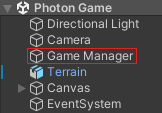 Photon Game
Directional Light
Camera
Game Manager
Terrain
Canvas
EventSystem